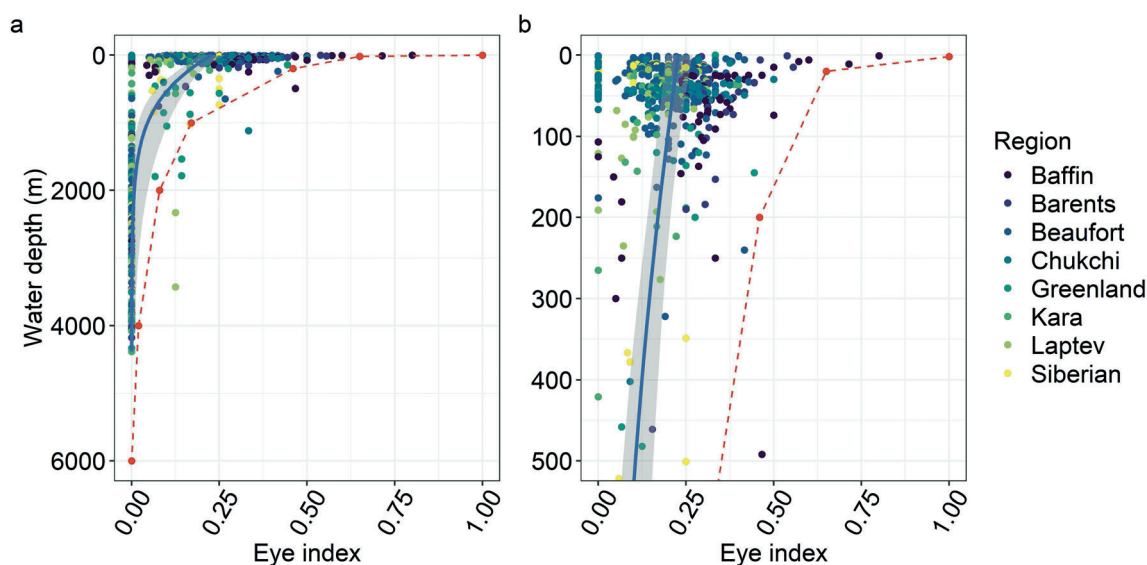 a
b
Water depth (m)
0
2000
4000
6000
0.00
0.25
0.50
0.75
1.00
Eye index
0
100
200
300
400
500
0.00
0.25
0.50
0.75
1.00
Eye index
Region
Baffin
Barents
Beaufort
Chukchi
Greenland
Kara
Laptev
Siberian